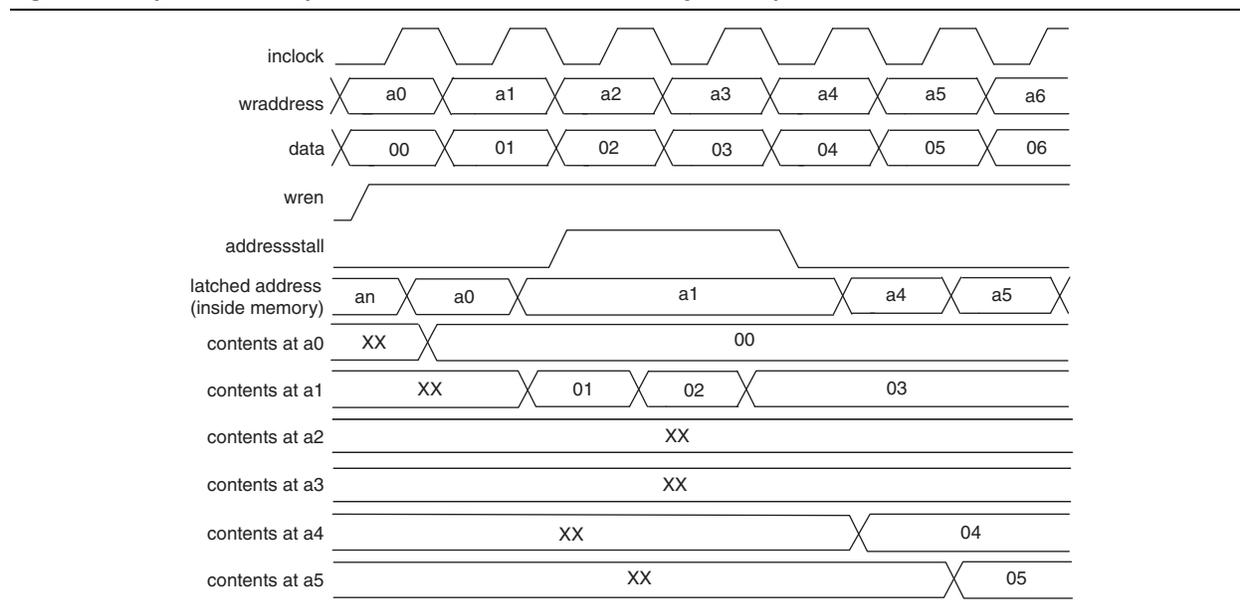 inclock
wraddress a0 a1 a2 a3 a4 a5 a6
data 00 01 02 03 04 05 06
wren
addressstall
latched address
(inside memory) an a0 a1 a4 a5
contents at a0 XX 00
contents at a1 XX 01 02 03
contents at a2 XX
contents at a3 XX
contents at a4 XX 04
contents at a5 XX 05